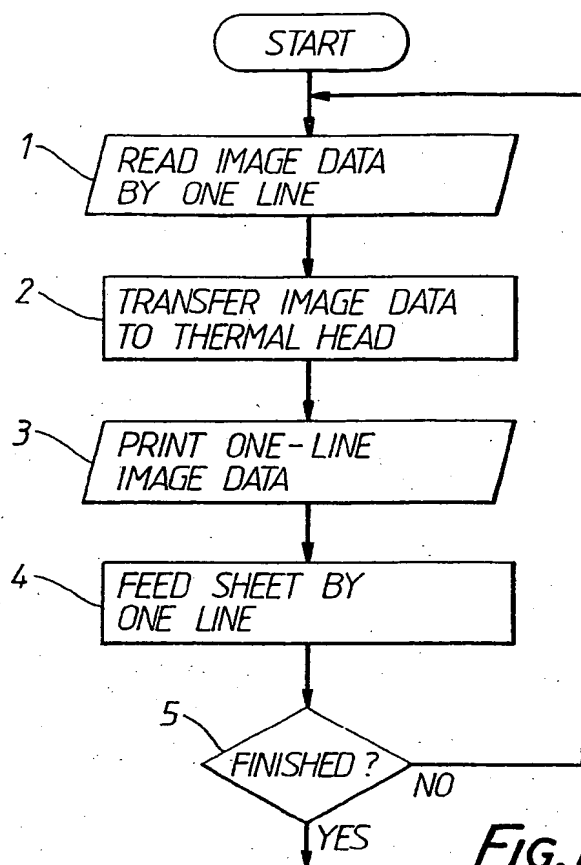 START
1
READ IMAGE DATA
BY ONE LINE
2
TRANSFER IMAGE DATA
TO THERMAL HEAD
3
PRINT ONE-LINE
IMAGE DATA
4
FEED SHEET BY
ONE LINE
5
FINISHED ?
NO
YES
FIG.